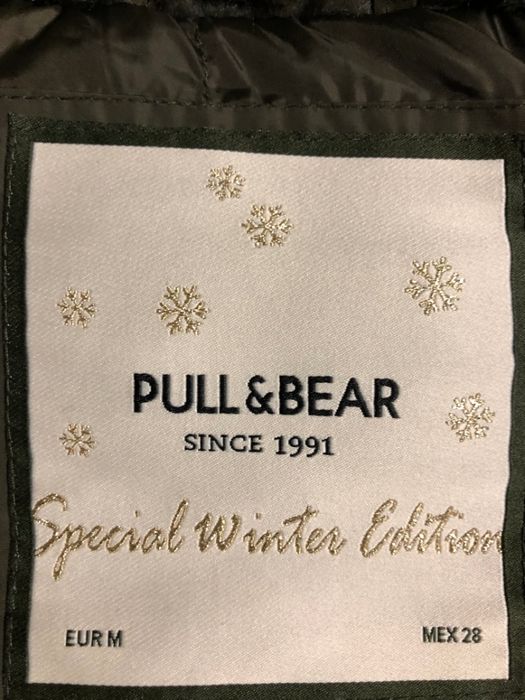 PULL&BEAR
SINCE 1991
Special Winter Edition
EUR M
MEX 28